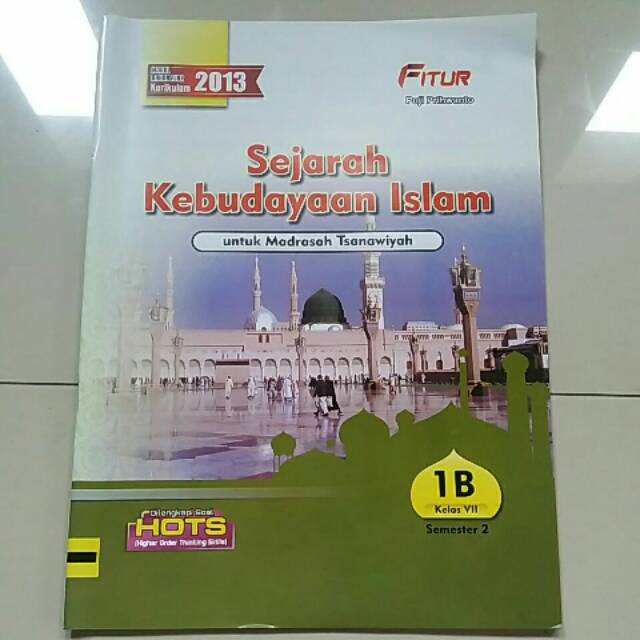 Kurikulum 2013
FITUR
Puji Prihwanto
Sejarah
Kebudayaan Islam
untuk Madrasah Tsanawiyah
1B
Kelas VII
Semester 2
Dilengkapi Soal
HOTS
(Higher Order Thinking Skills)